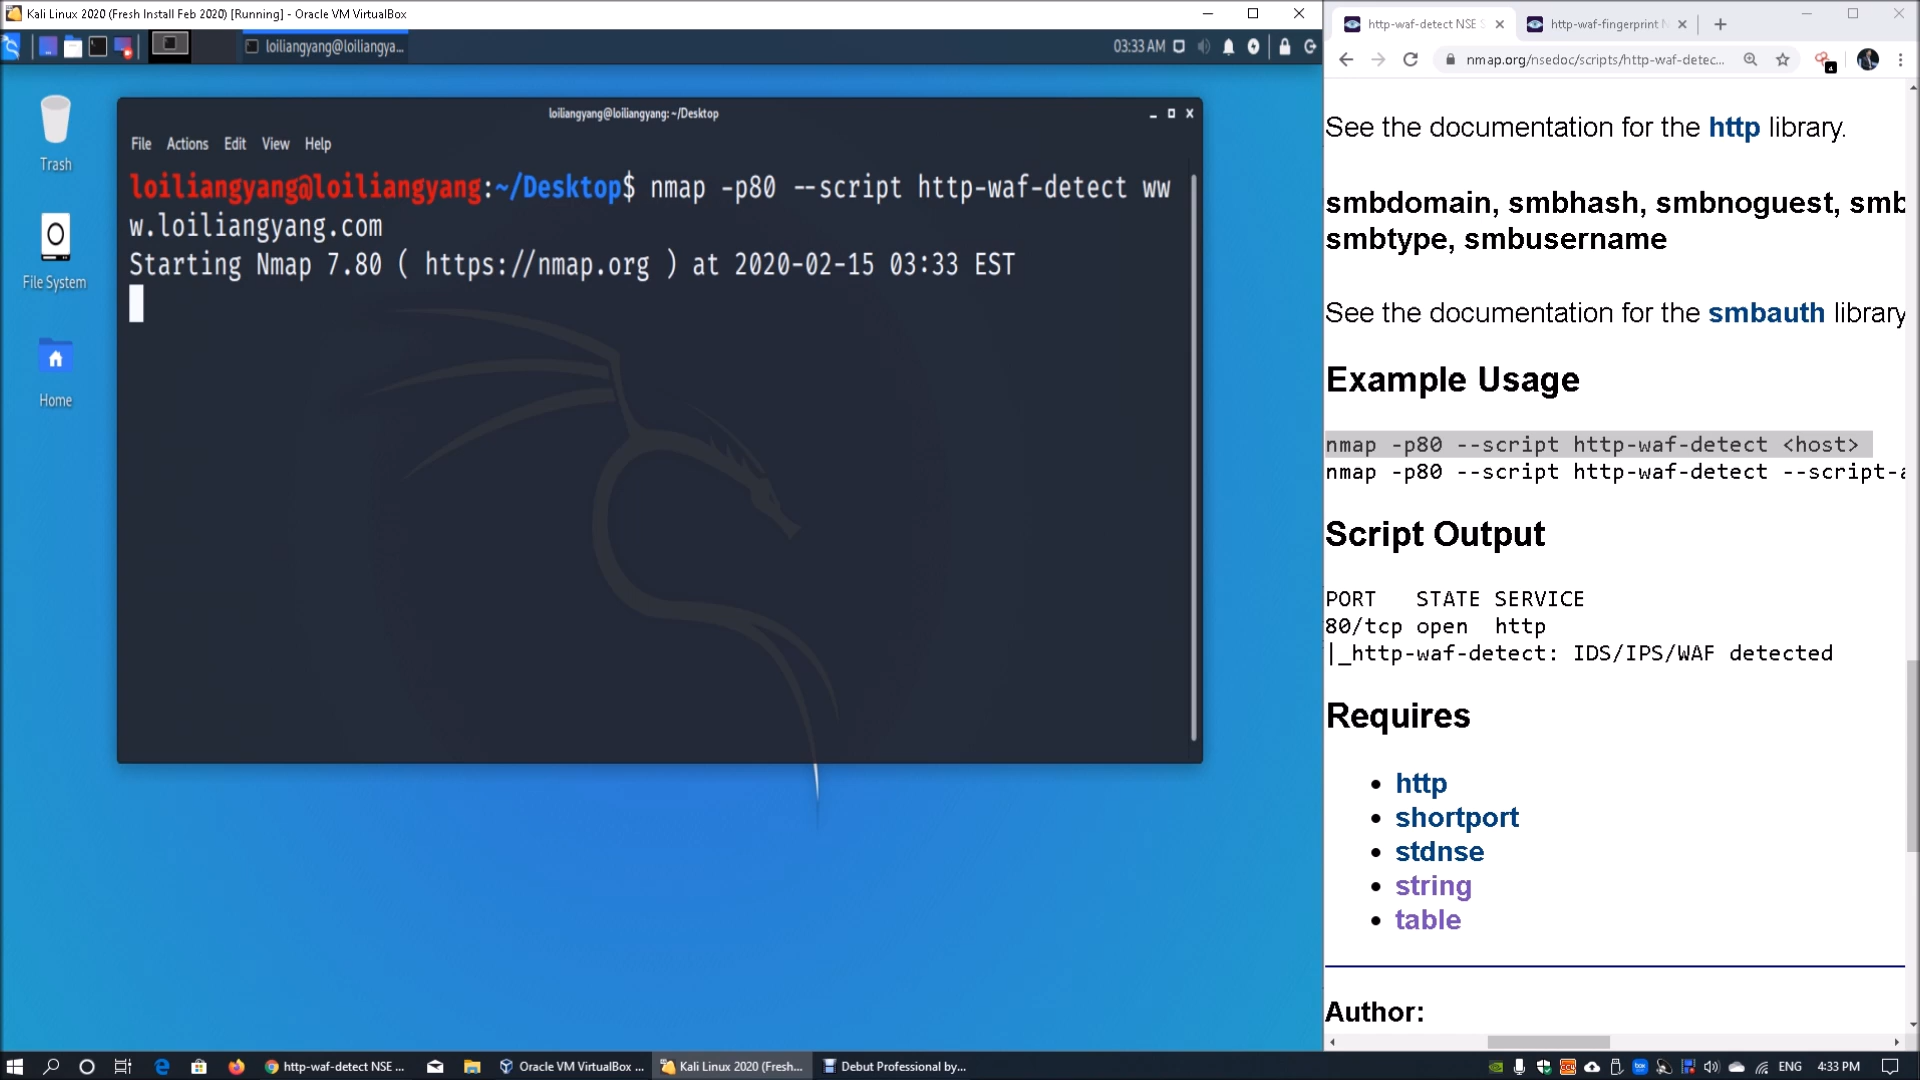 Kali Linux 2020 (Fresh Install Feb 2020) [Running] - Oracle VM VirtualBox
loiliangyang@loiliangya...
03:33 AM
Trash
File System
Home
loiliangyang@loiliangyang: ~/Desktop
File Actions Edit View Help
loiliangyang@loiliangyang:~/Desktop$ nmap -p80 --script http-waf-detect ww
w.loiliangyang.com
Starting Nmap 7.80 ( https://nmap.org ) at 2020-02-15 03:33 EST
http-waf-detect NSE S
http-waf-fingerprint N
nmap.org/nsedoc/scripts/http-waf-detec...
See the documentation for the http library.
smbdomain, smbhash, smbnoguest, smb
smbtype, smbusername
See the documentation for the smbauth library
Example Usage
nmap -p80 --script http-waf-detect <host>
nmap -p80 --script http-waf-detect --script-a
Script Output
PORT STATE SERVICE
80/tcp open http
|_http-waf-detect: IDS/IPS/WAF detected
Requires
• http
• shortport
• stdnse
• string
• table
Author:
http-waf-detect NSE ...
Oracle VM VirtualBox ...
Kali Linux 2020 (Fresh...
Debut Professional by...
ENG
4:33 PM